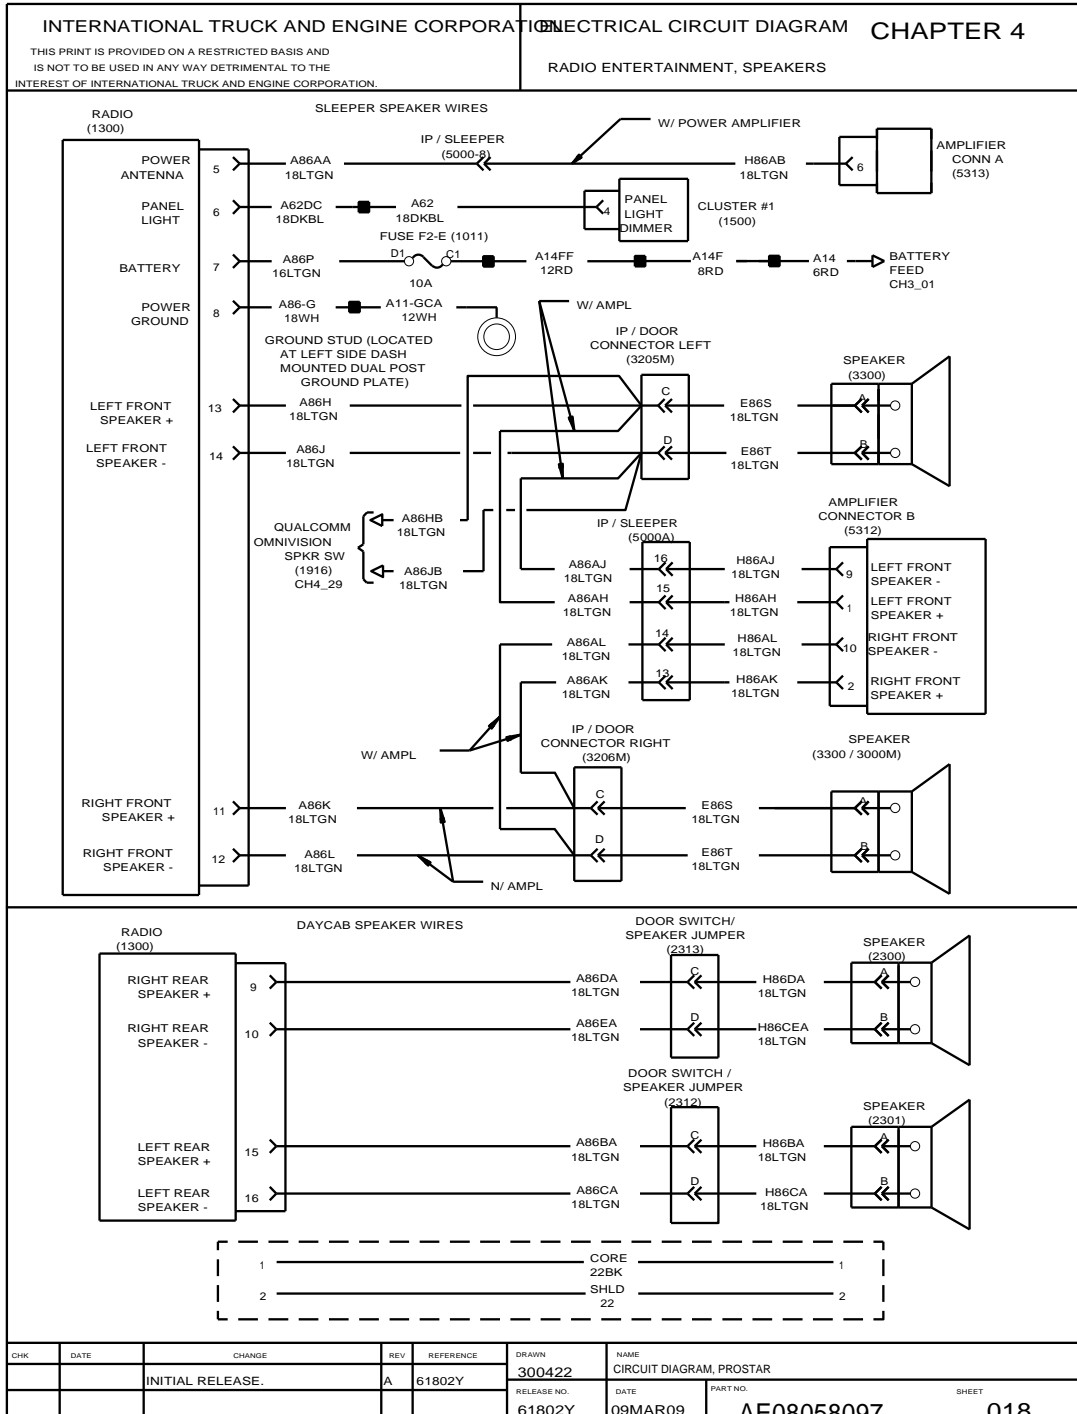 INTERNATIONAL TRUCK AND ENGINE CORPORATION
ELECTRICAL CIRCUIT DIAGRAM
CHAPTER 4
THIS PRINT IS PROVIDED ON A RESTRICTED BASIS AND
IS NOT TO BE USED IN ANY WAY DETRIMENTAL TO THE
INTEREST OF INTERNATIONAL TRUCK AND ENGINE CORPORATION.
RADIO ENTERTAINMENT, SPEAKERS
SLEEPER SPEAKER WIRES
RADIO
(1300)
IP / SLEEPER
(5000-8)
W/ POWER AMPLIFIER
AMPLIFIER
CONN A
(5313)
POWER
ANTENNA
5
A86AA
18LTGN
H86AB
18LTGN
6
PANEL
LIGHT
6
A62DC
18DKBL
A62
18DKBL
4
PANEL
LIGHT
DIMMER
CLUSTER #1
(1500)
FUSE F2-E (1011)
BATTERY
7
A86P
16LTGN
D1
C1
10A
A14FF
12RD
A14F
8RD
A14
6RD
BATTERY
FEED
CH3_01
POWER
GROUND
8
A86-G
18WH
A11-GCA
12WH
W/ AMPL
GROUND STUD (LOCATED
AT LEFT SIDE DASH
MOUNTED DUAL POST
GROUND PLATE)
IP / DOOR
CONNECTOR LEFT
(3205M)
SPEAKER
(3300)
LEFT FRONT
SPEAKER +
13
A86H
18LTGN
C
E86S
18LTGN
A
LEFT FRONT
SPEAKER -
14
A86J
18LTGN
D
E86T
18LTGN
B
QUALCOMM
OMNIVISION
SPKR SW
(1916)
CH4_29
A86HB
18LTGN
A86JB
18LTGN
IP / SLEEPER
(5000A)
AMPLIFIER
CONNECTOR B
(5312)
A86AJ
18LTGN
16
H86AJ
18LTGN
9
LEFT FRONT
SPEAKER -
A86AH
18LTGN
15
H86AH
18LTGN
1
LEFT FRONT
SPEAKER +
A86AL
18LTGN
14
H86AL
18LTGN
10
RIGHT FRONT
SPEAKER -
A86AK
18LTGN
13
H86AK
18LTGN
2
RIGHT FRONT
SPEAKER +
W/ AMPL
IP / DOOR
CONNECTOR RIGHT
(3206M)
SPEAKER
(3300 / 3000M)
RIGHT FRONT
SPEAKER +
11
A86K
18LTGN
C
E86S
18LTGN
A
RIGHT FRONT
SPEAKER -
12
A86L
18LTGN
D
E86T
18LTGN
B
N/ AMPL
DAYCAB SPEAKER WIRES
RADIO
(1300)
DOOR SWITCH/
SPEAKER JUMPER
(2313)
SPEAKER
(2300)
RIGHT REAR
SPEAKER +
9
A86DA
18LTGN
C
H86DA
18LTGN
A
RIGHT REAR
SPEAKER -
10
A86EA
18LTGN
D
H86CEA
18LTGN
B
DOOR SWITCH /
SPEAKER JUMPER
(2312)
SPEAKER
(2301)
LEFT REAR
SPEAKER +
15
A86BA
18LTGN
C
H86BA
18LTGN
A
LEFT REAR
SPEAKER -
16
A86CA
18LTGN
D
H86CA
18LTGN
B
1
CORE
22BK
1
2
SHLD
22
2
CHK
DATE
CHANGE
REV
REFERENCE
DRAWN
NAME
INITIAL RELEASE.
A
61802Y
300422
CIRCUIT DIAGRAM, PROSTAR
RELEASE NO.
DATE
PART NO.
SHEET
61802Y
09MAR09
AE08058097
018